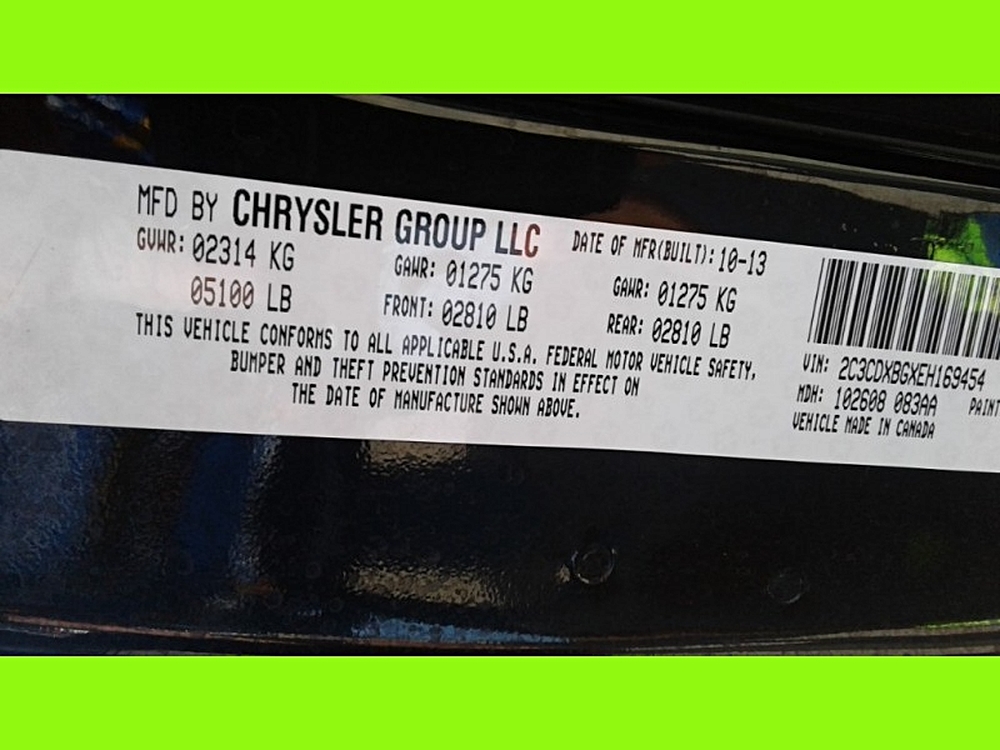 MFD BY CHRYSLER GROUP LLC DATE OF MFR(BUILT): 10-13
GVWR: 02314 KG GAWR: 01275 KG GAWR: 01275 KG
05100 LB FRONT: 02810 LB REAR: 02810 LB
THIS VEHICLE CONFORMS TO ALL APPLICABLE U.S.A. FEDERAL MOTOR VEHICLE SAFETY,
BUMPER AND THEFT PREVENTION STANDARDS IN EFFECT ON
THE DATE OF MANUFACTURE SHOWN ABOVE.
VIN: 2C3CDXBGXEH169454
MDH: 102608 083AA PAINT
VEHICLE MADE IN CANADA